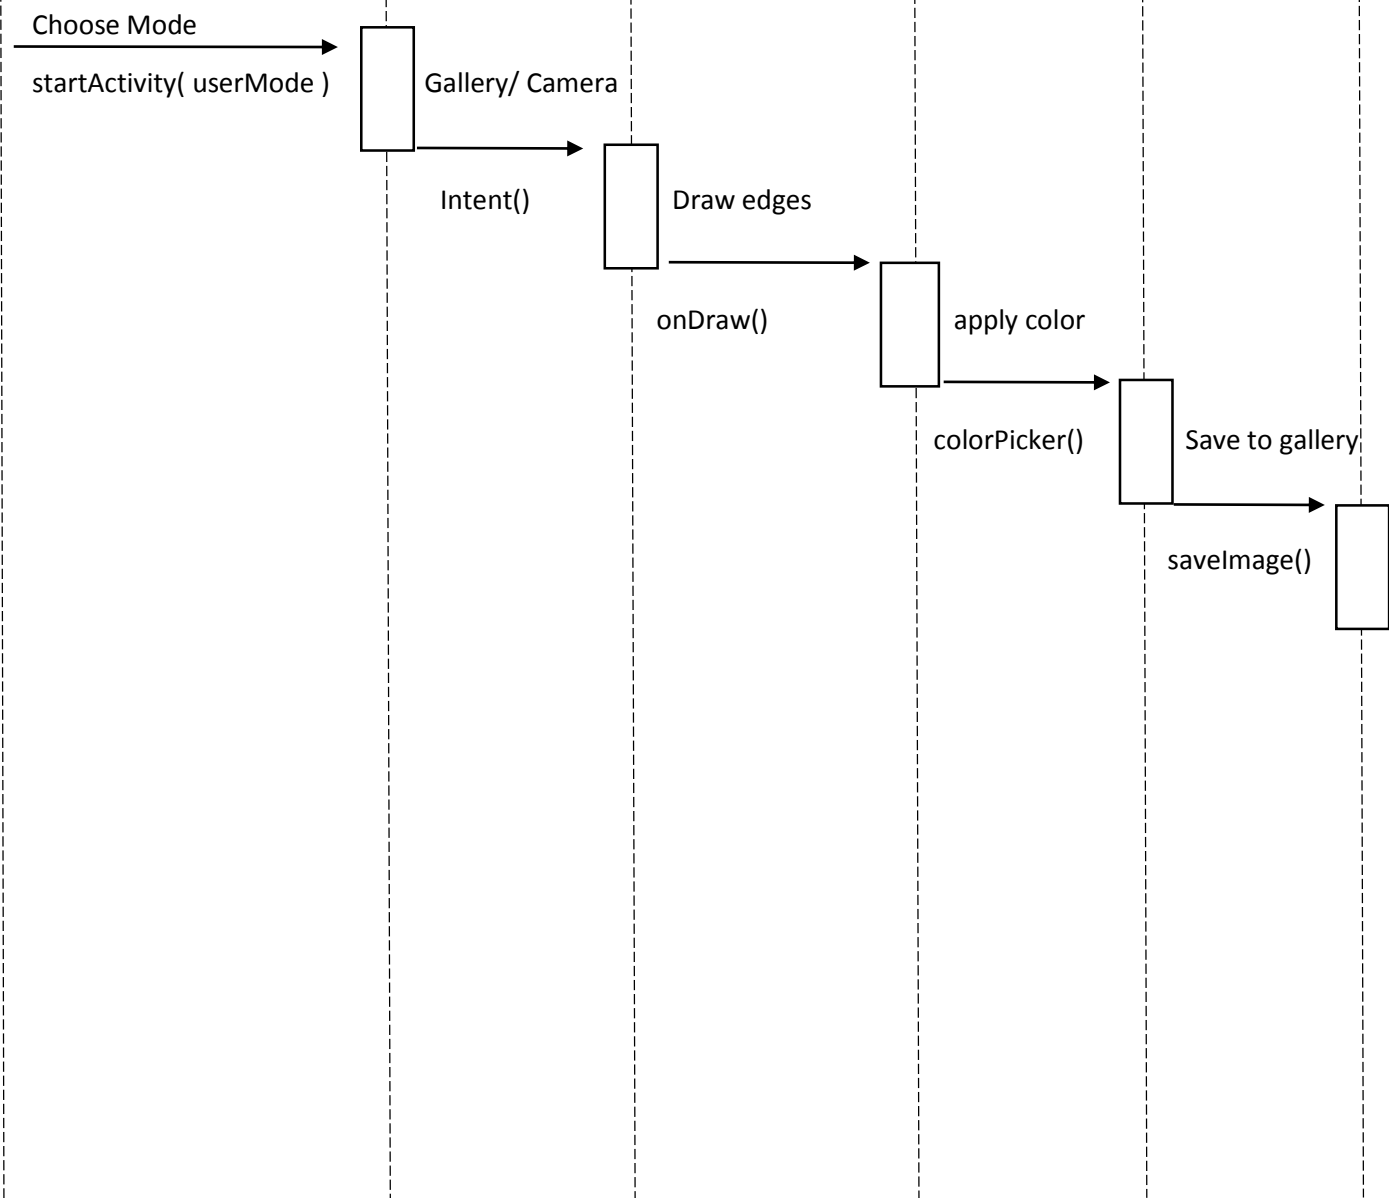 Choose Mode
startActivity( userMode )
Gallery/ Camera
Intent()
Draw edges
onDraw()
apply color
colorPicker()
Save to gallery
saveImage()